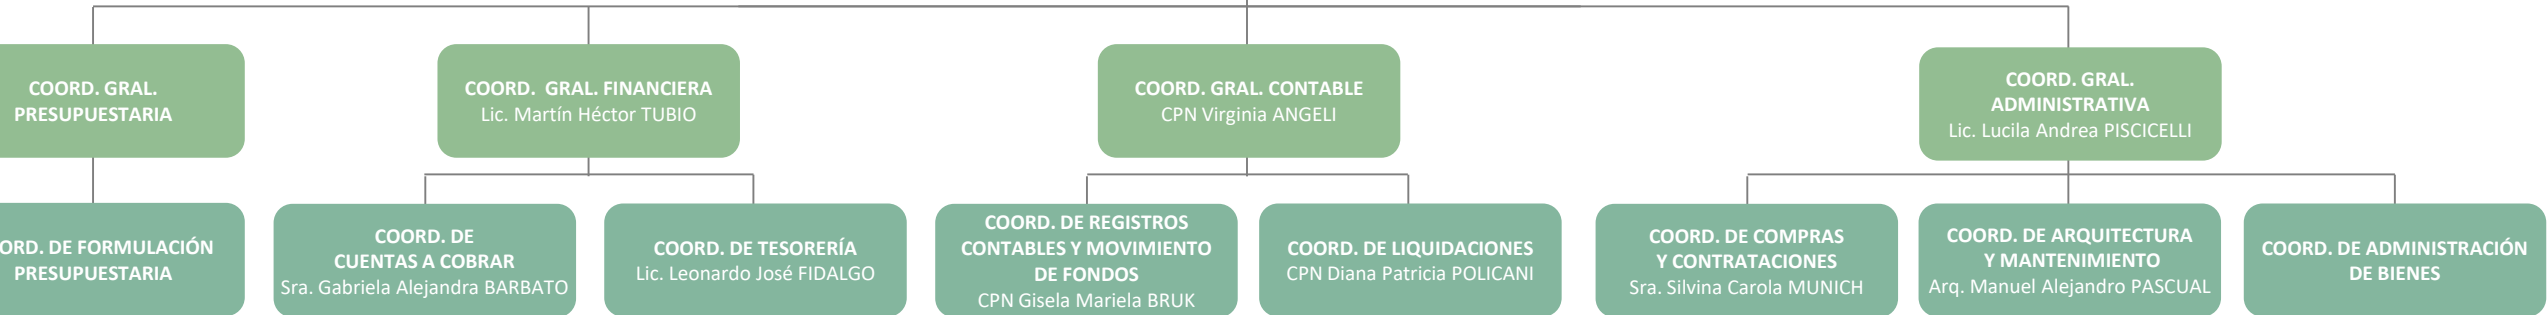 COORD. GRAL.
PRESUPUESTARIA
COORD. GRAL. FINANCIERA
Lic. Martín Héctor TUBIO
COORD. GRAL. CONTABLE
CPN Virginia ANGELI
COORD. GRAL.
ADMINISTRATIVA
Lic. Lucila Andrea PISCICELLI
ORD. DE FORMULACIÓN
PRESUPUESTARIA
COORD. DE
CUENTAS A COBRAR
Sra. Gabriela Alejandra BARBATO
COORD. DE TESORERÍA
Lic. Leonardo José FIDALGO
COORD. DE REGISTROS
CONTABLES Y MOVIMIENTO
DE FONDOS
CPN Gisela Mariela BRUK
COORD. DE LIQUIDACIONES
CPN Diana Patricia POLICANI
COORD. DE COMPRAS
Y CONTRATACIONES
Sra. Silvina Carola MUNICH
COORD. DE ARQUITECTURA
Y MANTENIMIENTO
Arq. Manuel Alejandro PASCUAL
COORD. DE ADMINISTRACIÓN
DE BIENES